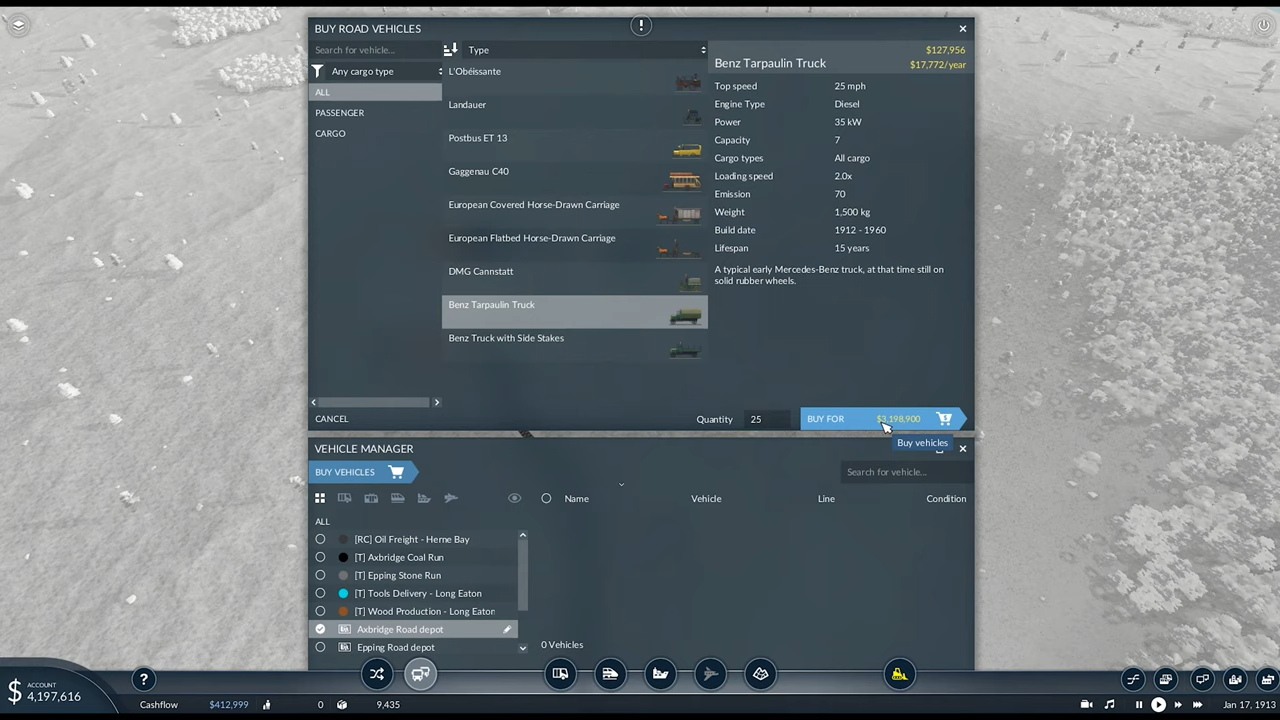 BUY ROAD VEHICLES
Search for vehicle...
Type
Any cargo type
ALL
PASSENGER
CARGO
L'Obéissante
Landauer
Postbus ET 13
Gaggenau C40
European Covered Horse-Drawn Carriage
European Flatbed Horse-Drawn Carriage
DMG Cannstatt
Benz Tarpaulin Truck
Benz Truck with Side Stakes
$127,956
Benz Tarpaulin Truck
$17,772/year
Top speed 25 mph
Engine Type Diesel
Power 35 kW
Capacity 7
Cargo types All cargo
Loading speed 2.0x
Emission 70
Weight 1,500 kg
Build date 1912 - 1960
Lifespan 15 years
A typical early Mercedes-Benz truck, at that time still on
solid rubber wheels.
CANCEL
Quantity 25
BUY FOR $3,198,900
Buy vehicles
VEHICLE MANAGER
BUY VEHICLES
Search for vehicle...
Name Vehicle Line Condition
ALL
[RC] Oil Freight - Herne Bay
[T] Axbridge Coal Run
[T] Epping Stone Run
[T] Tools Delivery - Long Eaton
[T] Wood Production - Long Eaton
Axbridge Road depot
Epping Road depot
0 Vehicles
$ ACCOUNT
4,197,616
?
Cashflow $412,999 0 9,435
Jan 17, 1913